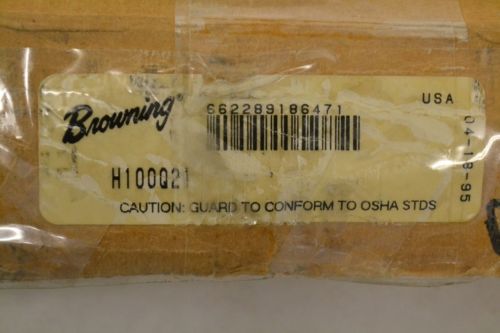 Browning
662289186471
USA
04-18-95
H100Q21
CAUTION: GUARD TO CONFORM TO OSHA STDS